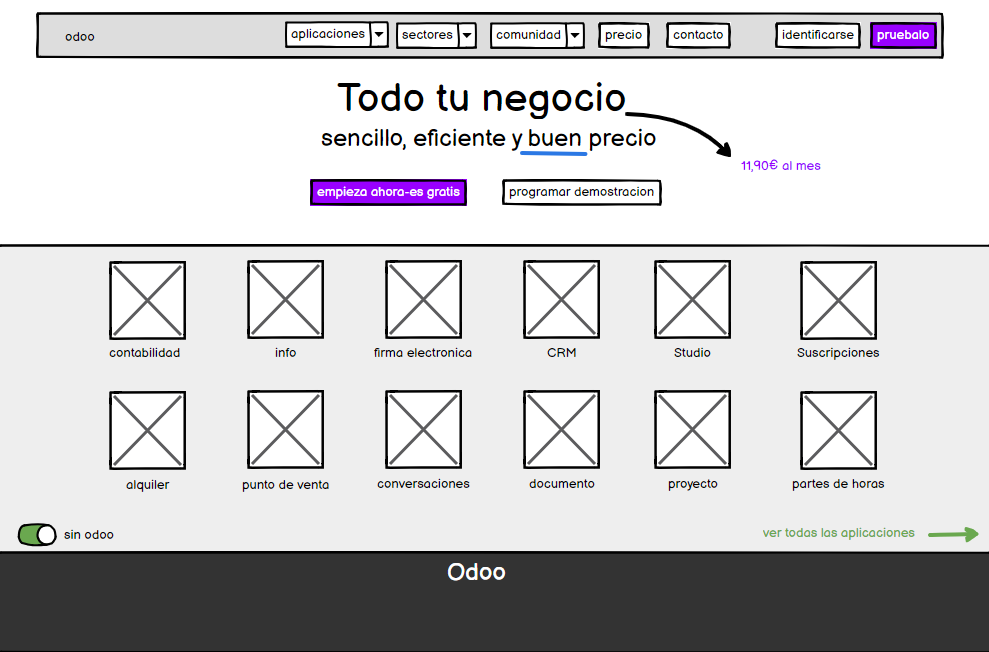 odoo aplicaciones sectores comunidad precio contacto identificarse pruebalo
Todo tu negocio
sencillo, eficiente y buen precio
11,90€ al mes
empieza ahora-es gratis programar demostracion
contabilidad info firma electronica CRM Studio Suscripciones
alquiler punto de venta conversaciones documento proyecto partes de horas
sin odoo ver todas las aplicaciones
Odoo